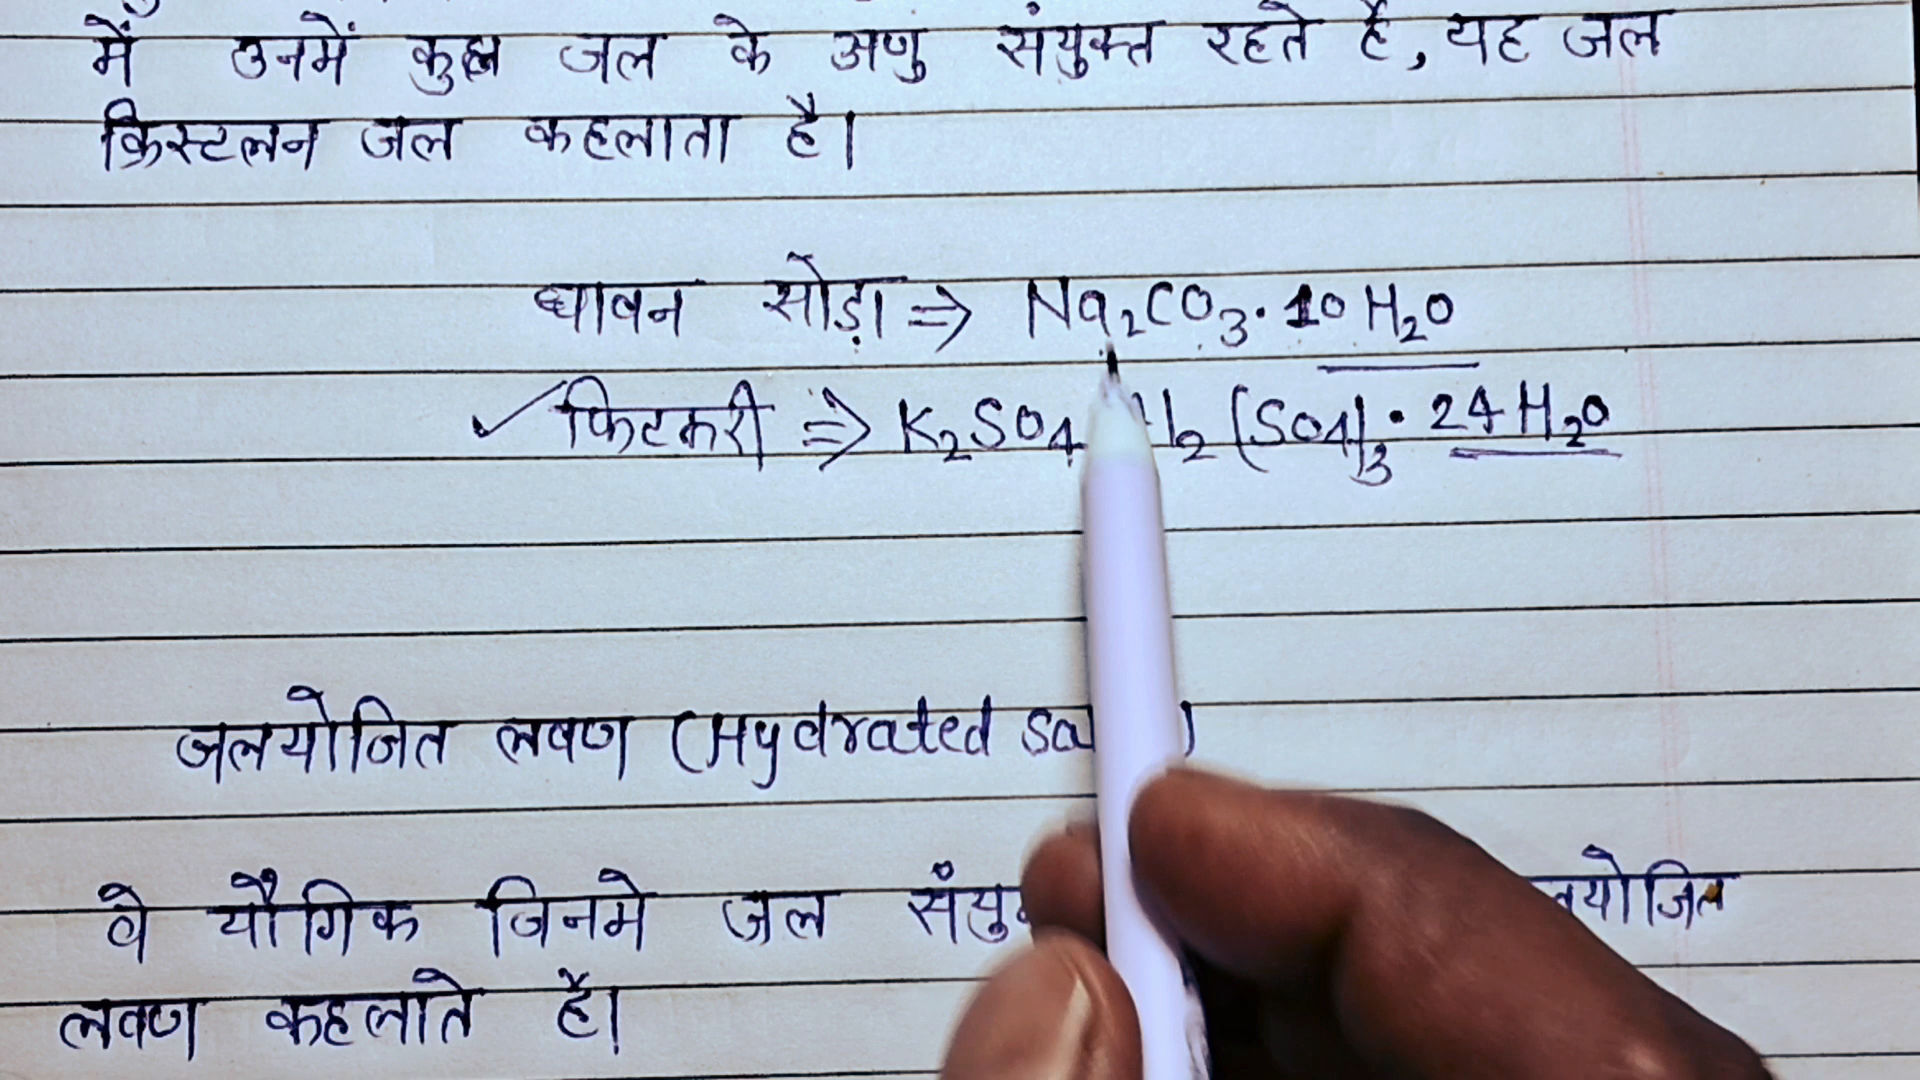 में उनमें कुछ जल के अणु संयुक्त रहते हैं, यह जल
क्रिस्टलन जल कहलाता है।
धावन सोड़ा ⇒ Na₂CO₃·10H₂O
✓फिटकरी ⇒ K₂SO₄ Al₂(SO₄)₃·24H₂O
जलयोजित लवण (Hydrated
वे यौगिक जिनमे जल
लवण कहलाते है।